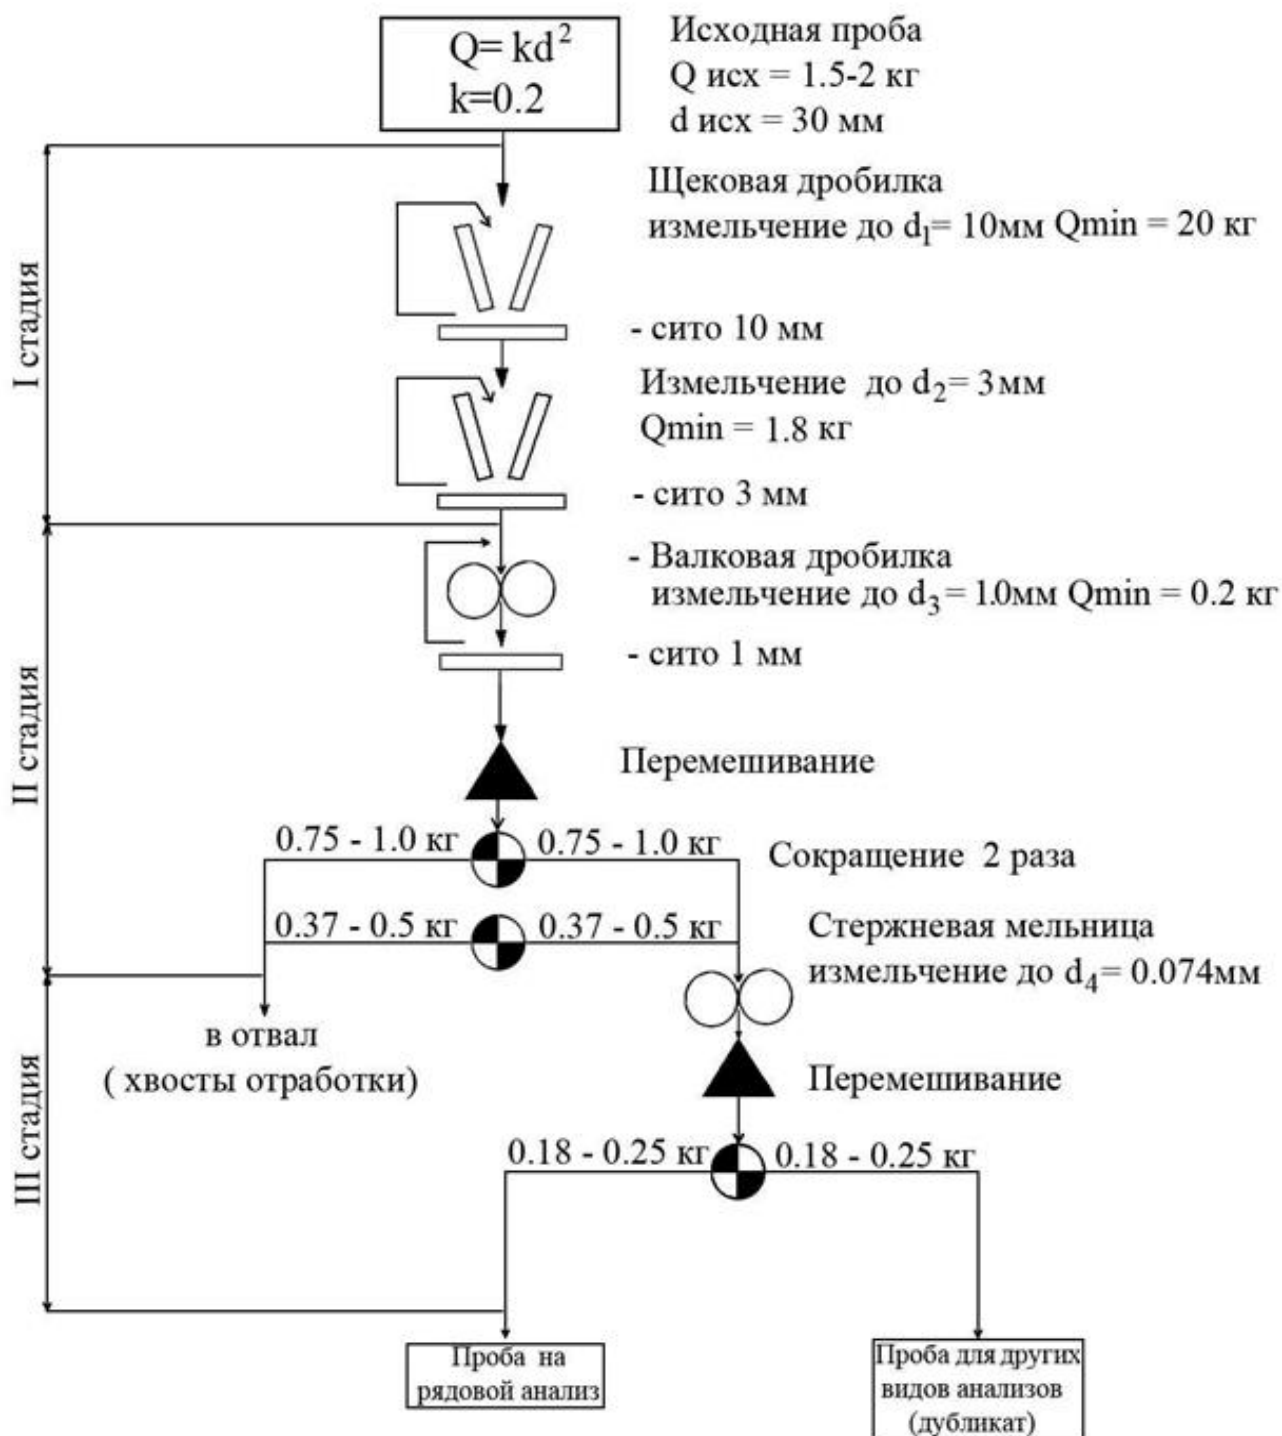 Q= kd²
k=0.2
Исходная проба
Q исх = 1.5-2 кг
d исх = 30 мм
Щековая дробилка
измельчение до d₁= 10мм Qmin = 20 кг
- сито 10 мм
Измельчение до d₂= 3мм
Qmin = 1.8 кг
- сито 3 мм
I стадия
- Валковая дробилка
измельчение до d₃= 1.0мм Qmin = 0.2 кг
- сито 1 мм
Перемешивание
0.75 - 1.0 кг 0.75 - 1.0 кг
Сокращение 2 раза
0.37 - 0.5 кг 0.37 - 0.5 кг
II стадия
Стержневая мельница
измельчение до d₄= 0.074мм
в отвал
( хвосты отработки)
Перемешивание
0.18 - 0.25 кг 0.18 - 0.25 кг
III стадия
Проба на
рядовой анализ
Проба для других
видов анализов
(дубликат)